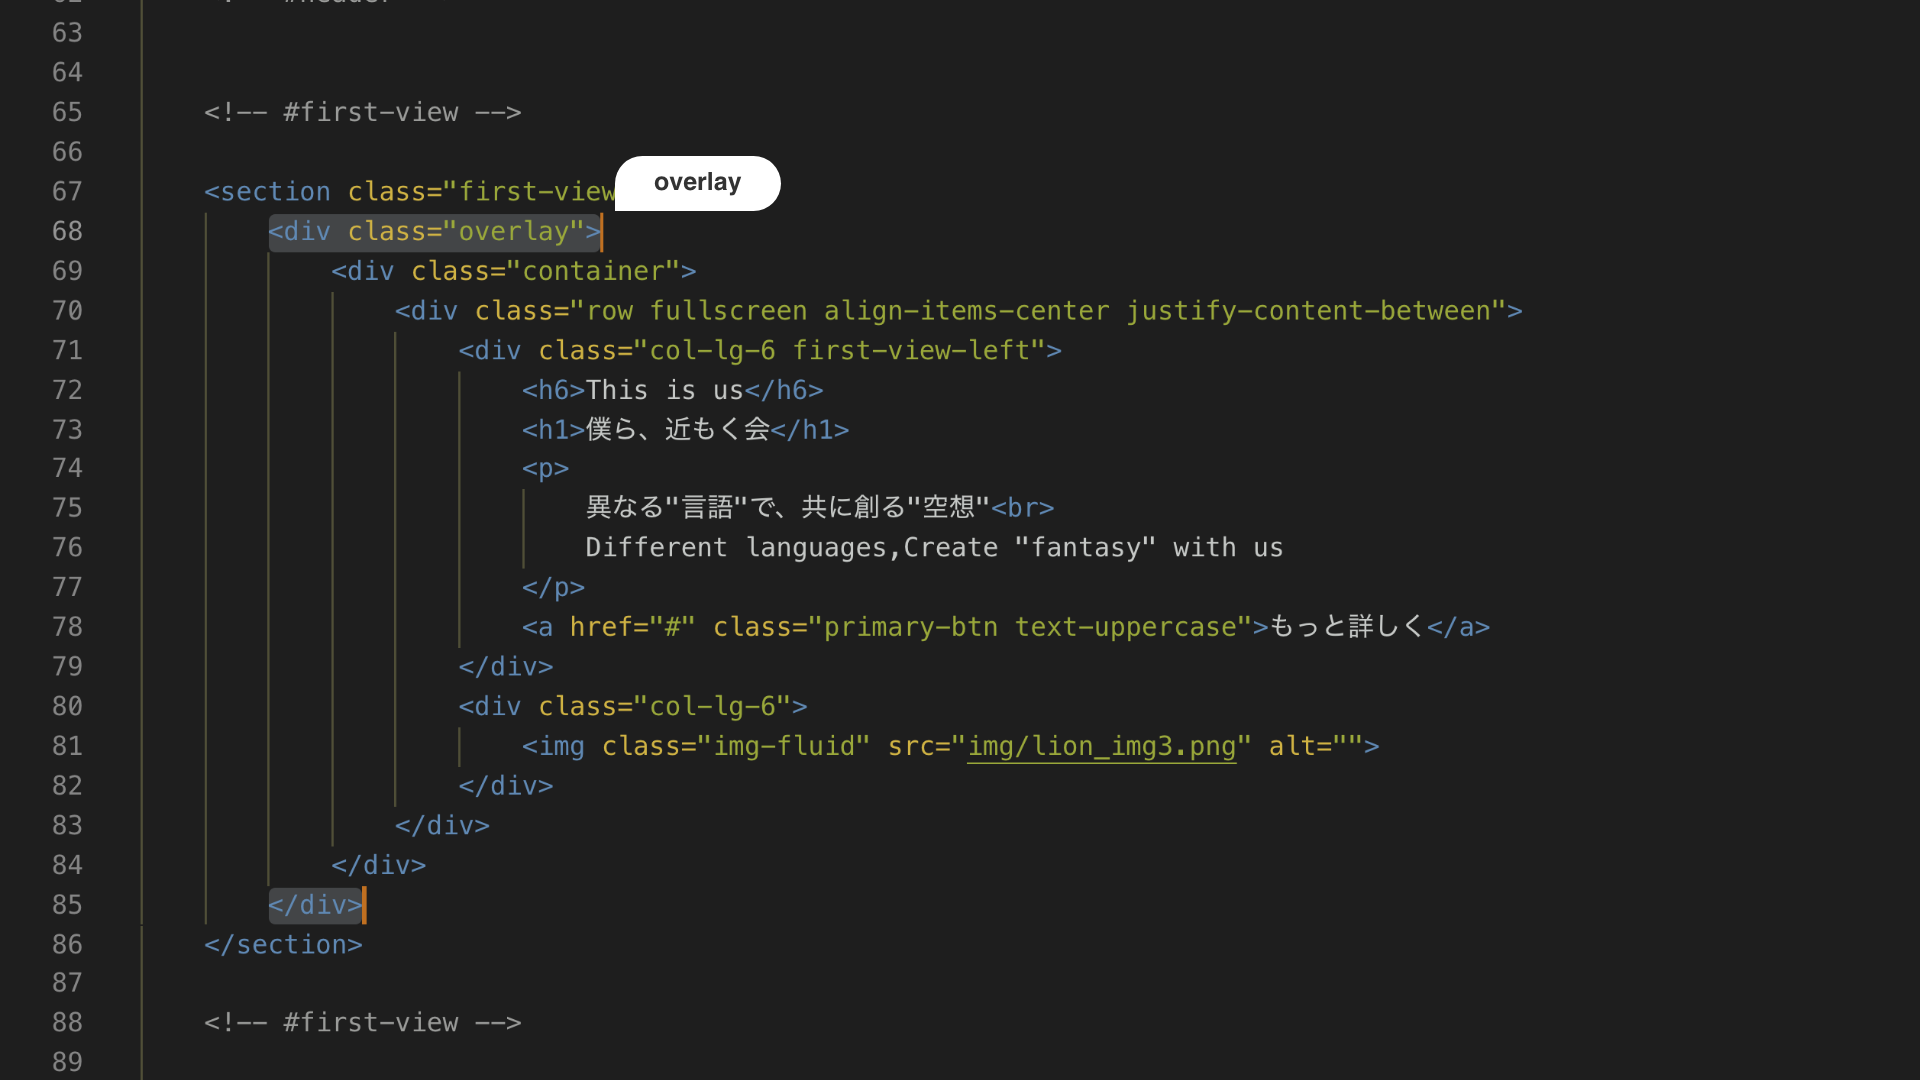 63
64
65 <!-- #first-view -->
66
67 <section class="first-view
overlay
68 <div class="overlay">
69 <div class="container">
70 <div class="row fullscreen align-items-center justify-content-between">
71 <div class="col-lg-6 first-view-left">
72 <h6>This is us</h6>
73 <h1>僕ら、近もく会</h1>
74 <p>
75 異なる"言語"で、共に創る"空想"<br>
76 Different languages,Create "fantasy" with us
77 </p>
78 <a href="#" class="primary-btn text-uppercase">もっと詳しく</a>
79 </div>
80 <div class="col-lg-6">
81 <img class="img-fluid" src="img/lion_img3.png" alt="">
82 </div>
83 </div>
84 </div>
85 </div>
86 </section>
87
88 <!-- #first-view -->
89